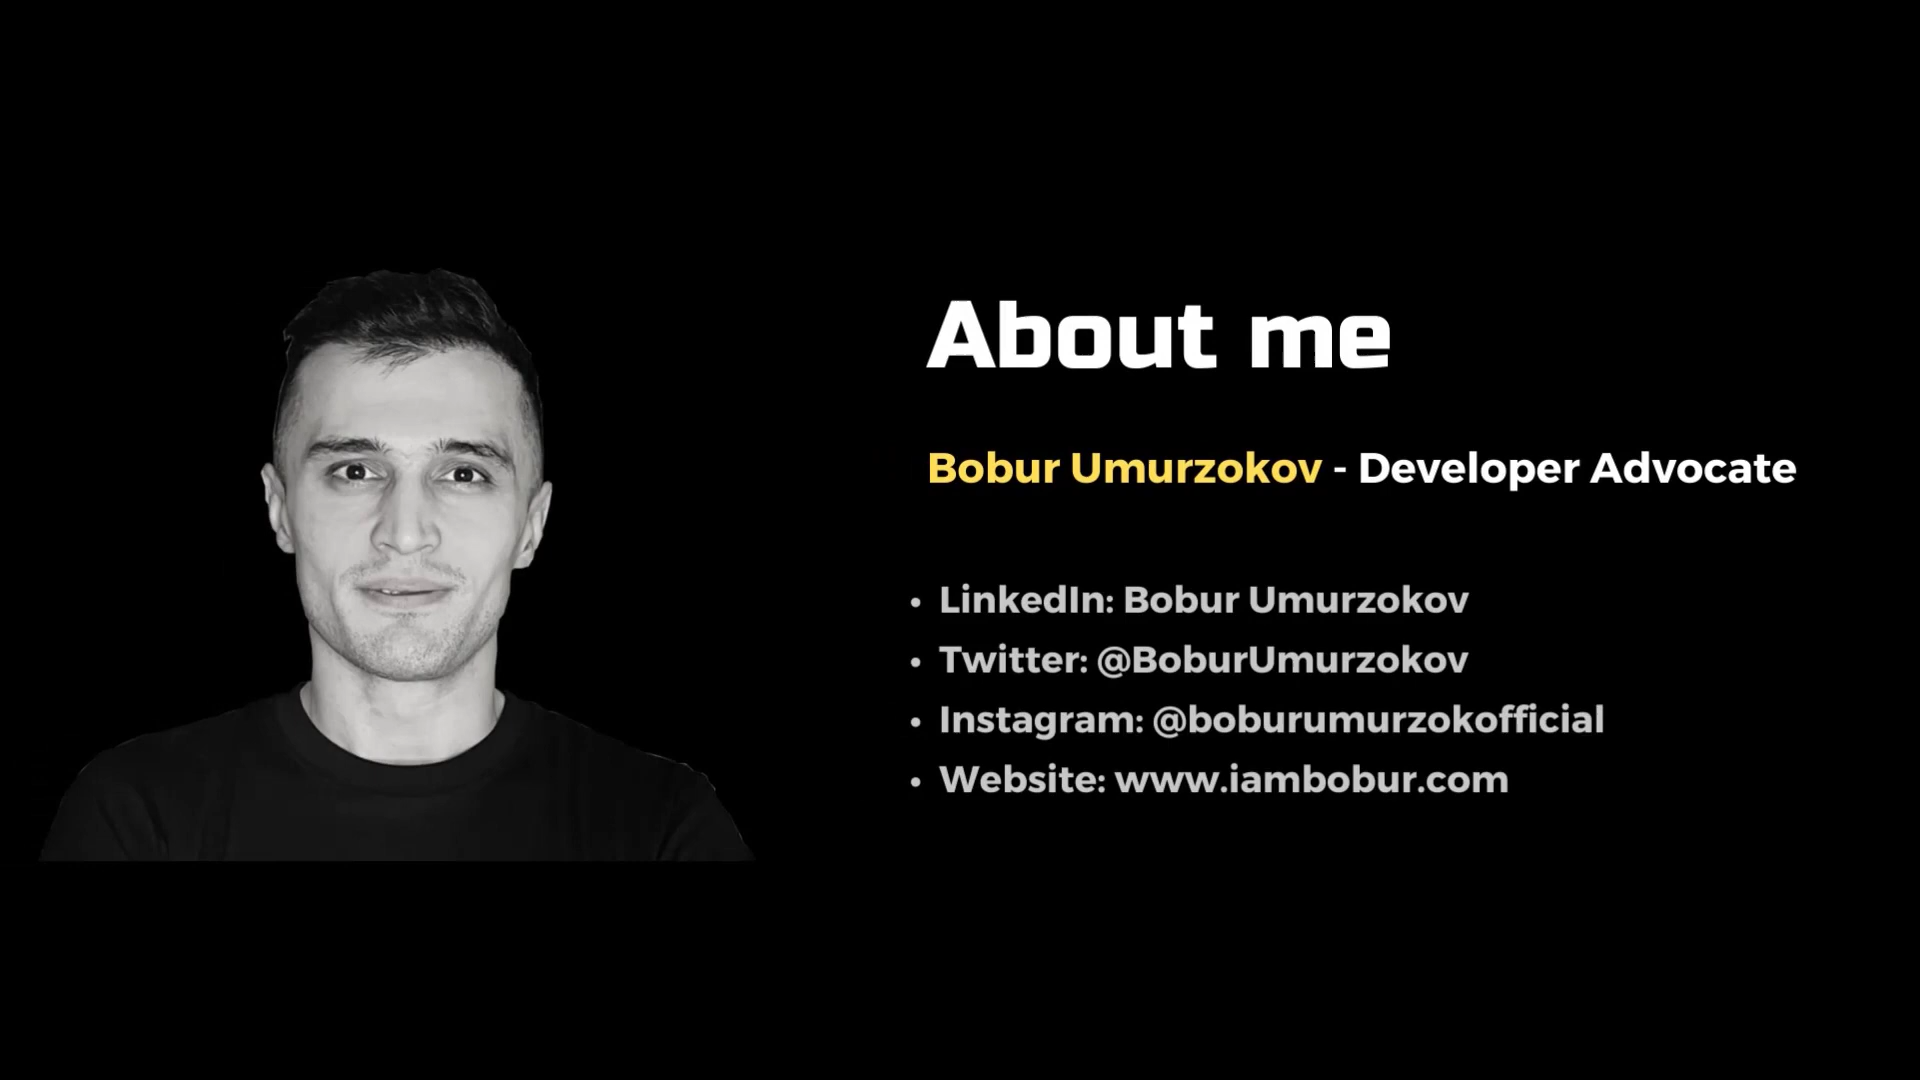 About me
Bobur Umurzokov - Developer Advocate
• LinkedIn: Bobur Umurzokov
• Twitter: @BoburUmurzokov
• Instagram: @boburumurzokofficial
• Website: www.iambobur.com